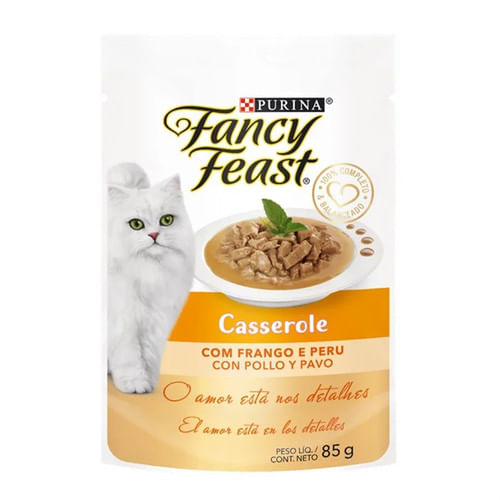 PURINA®
Fancy
Feast®
100% COMPLETO
& BALANCEADO
Casserole
COM FRANGO E PERU
CON POLLO Y PAVO
O amor está nos detalhes
El amor está en los detalles
PESO LÍQ./
CONT. NETO 85 g